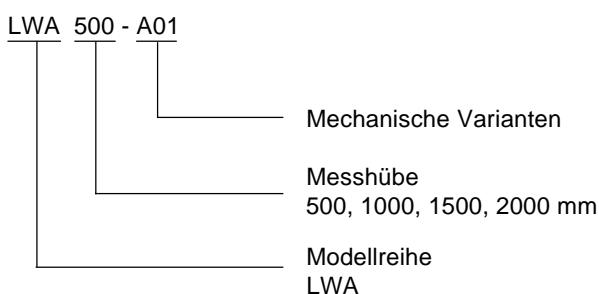 LWA 500 - A01
Mechanische Varianten
Messhübe
500, 1000, 1500, 2000 mm
Modellreihe
LWA